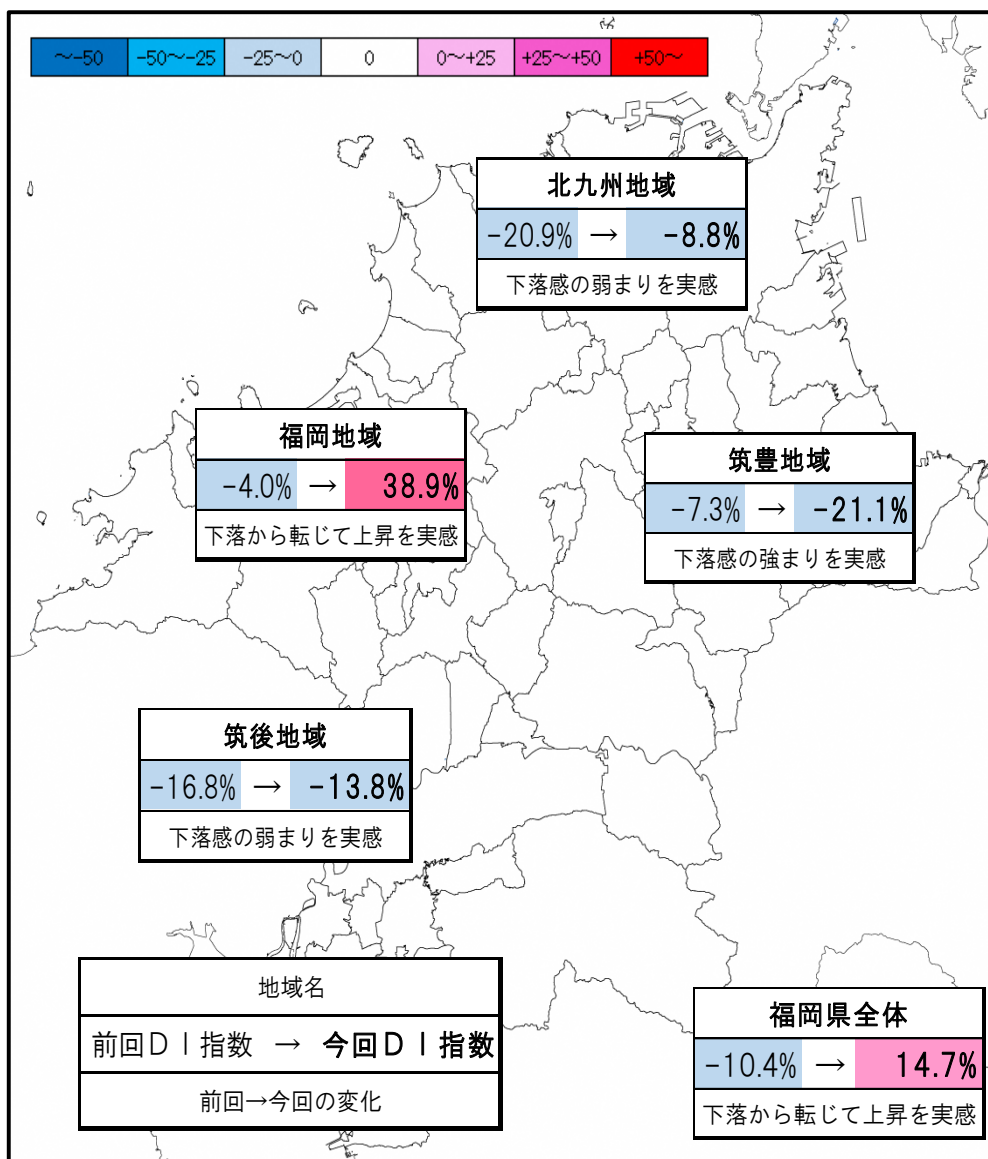 ～-50 -50～-25 -25～0 0 0～+25 +25～+50 +50～
北九州地域
-20.9% → -8.8%
下落感の弱まりを実感
福岡地域
-4.0% → 38.9%
下落から転じて上昇を実感
筑豊地域
-7.3% → -21.1%
下落感の強まりを実感
筑後地域
-16.8% → -13.8%
下落感の弱まりを実感
地域名
前回ＤＩ指数 → 今回ＤＩ指数
前回→今回の変化
福岡県全体
-10.4% → 14.7%
下落から転じて上昇を実感